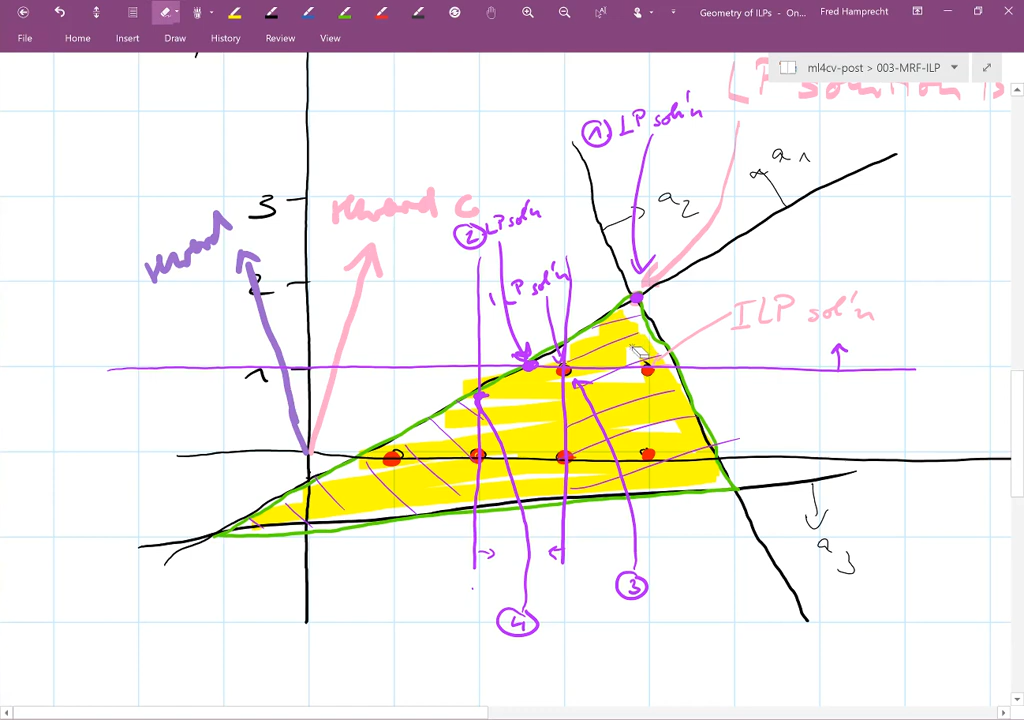 Geometry of ILPs - On...
Fred Hamprecht
File Home Insert Draw History Review View
ml4cv-post > 003-MRF-ILP
LP solution is
① LP sol'n
a1
a2
3
reward c
② LP sol'n
reward
2
ILP sol'n
ILP sol'n
1
a3
③
④